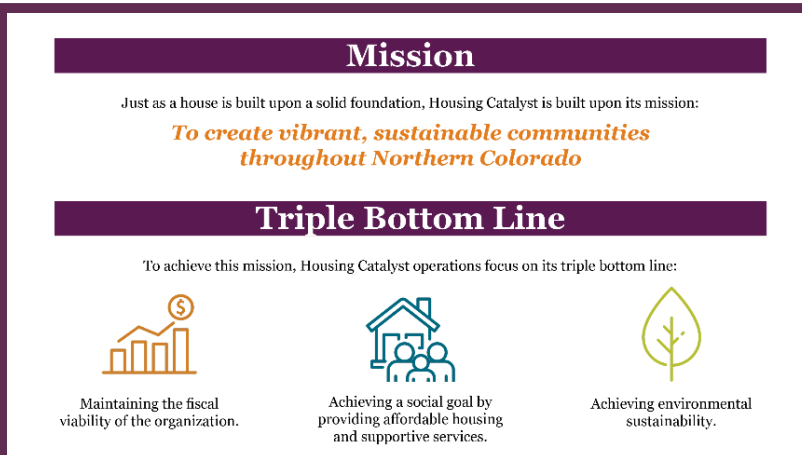 Mission
Just as a house is built upon a solid foundation, Housing Catalyst is built upon its mission:
To create vibrant, sustainable communities
throughout Northern Colorado
Triple Bottom Line
To achieve this mission, Housing Catalyst operations focus on its triple bottom line:
$
Maintaining the fiscal
viability of the organization.
Achieving a social goal by
providing affordable housing
and supportive services.
Achieving environmental
sustainability.